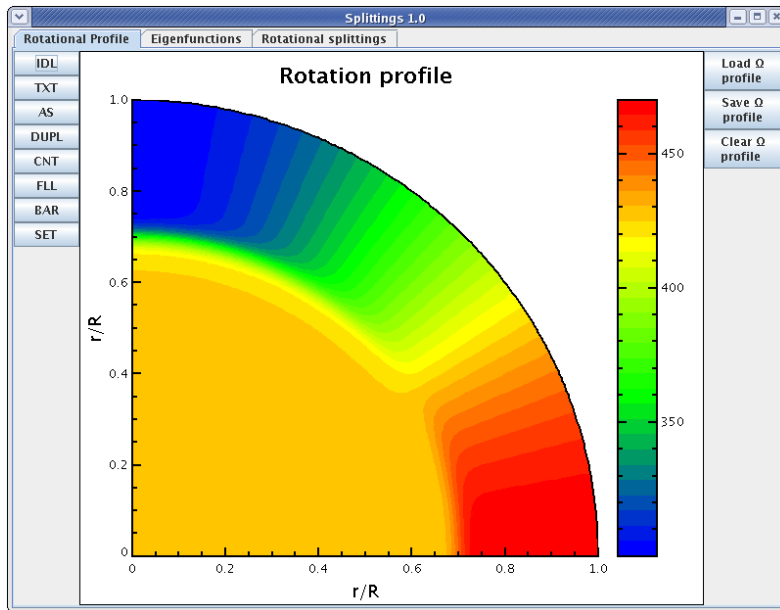 Splittings 1.0
Rotational Profile
Eigenfunctions
Rotational splittings
IDL
TXT
AS
DUPL
CNT
FLL
BAR
SET
Rotation profile
1.0
0.8
0.6
0.4
0.2
0
r/R
0
0.2
0.4
0.6
0.8
1.0
r/R
450
400
350
Load Ω
profile
Save Ω
profile
Clear Ω
profile